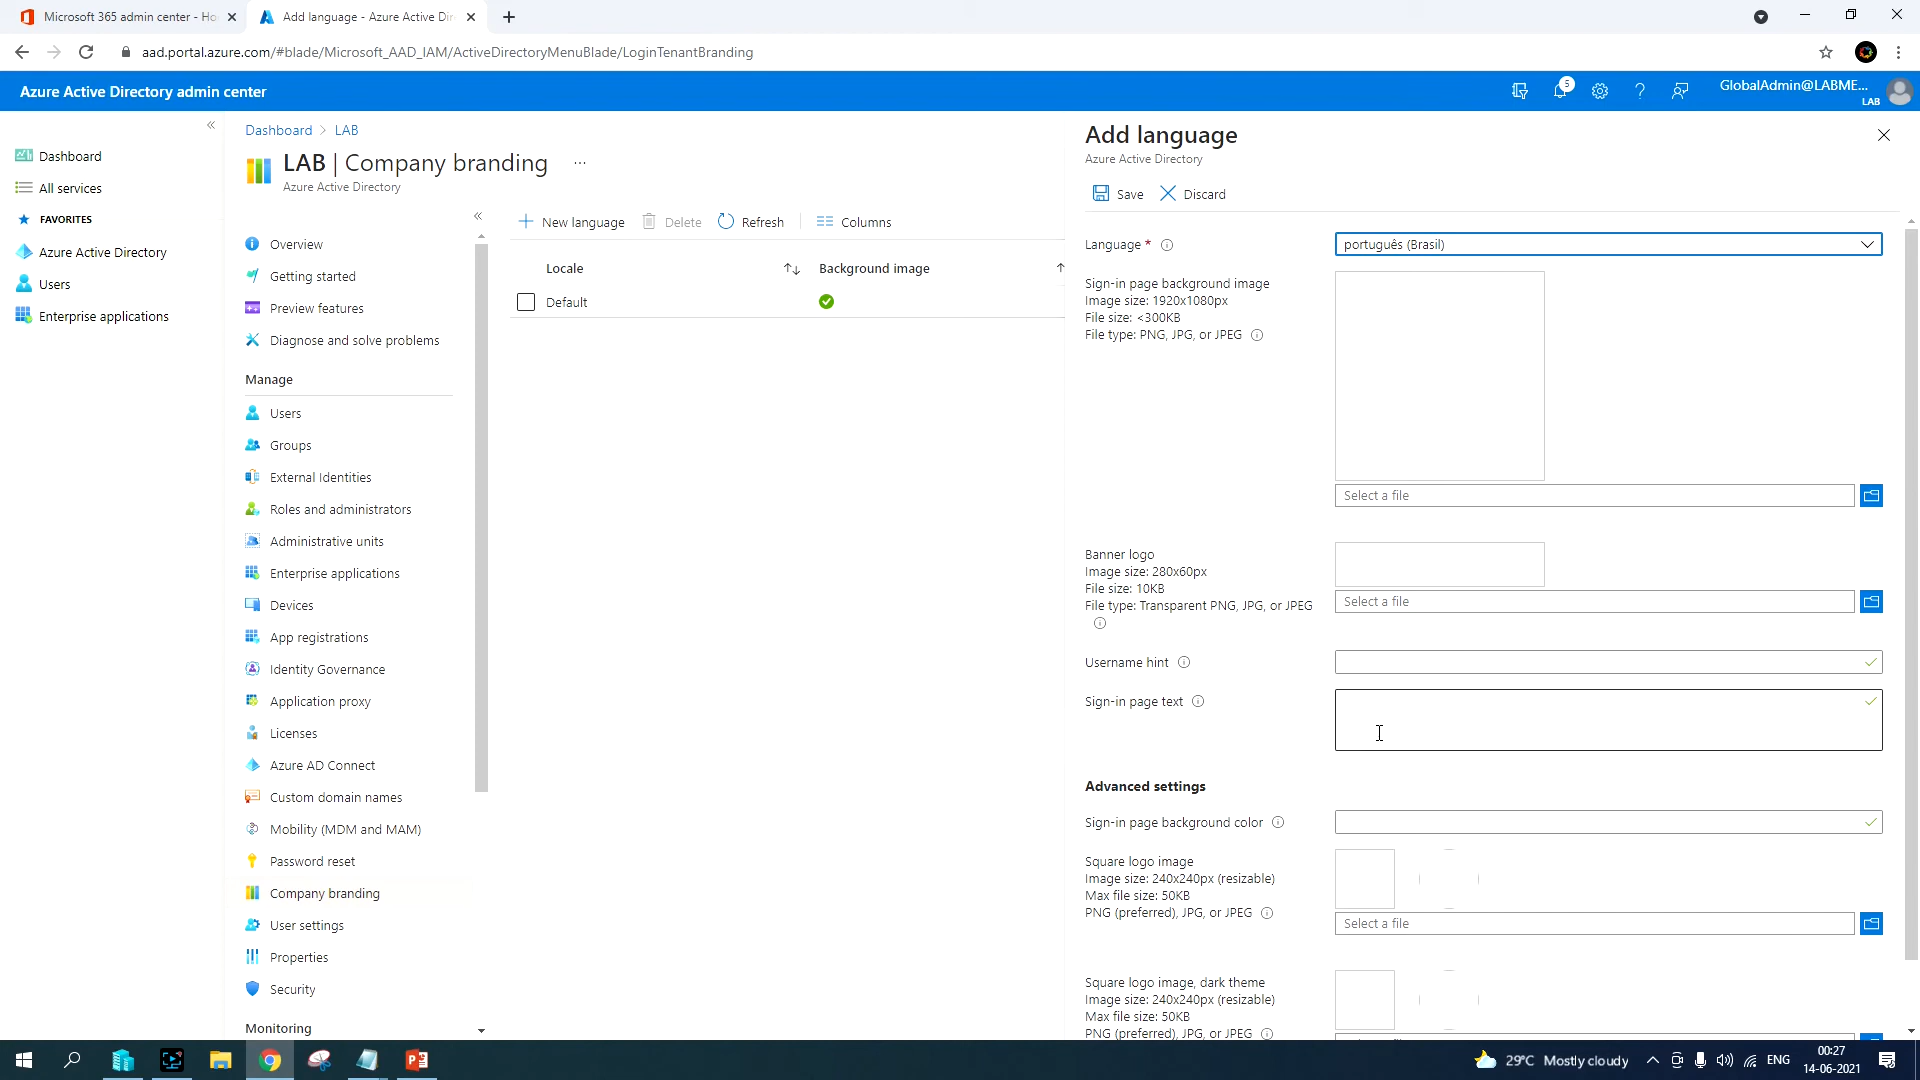 Microsoft 365 admin center - Ho
Add language - Azure Active Dir
aad.portal.azure.com/#blade/Microsoft_AAD_IAM/ActiveDirectoryMenuBlade/LoginTenantBranding
Azure Active Directory admin center
5
GlobalAdmin@LABME...
LAB
Dashboard
All services
FAVORITES
Azure Active Directory
Users
Enterprise applications
Dashboard > LAB
LAB | Company branding ...
Azure Active Directory
Overview
Getting started
Preview features
Diagnose and solve problems
Manage
Users
Groups
External Identities
Roles and administrators
Administrative units
Enterprise applications
Devices
App registrations
Identity Governance
Application proxy
Licenses
Azure AD Connect
Custom domain names
Mobility (MDM and MAM)
Password reset
Company branding
User settings
Properties
Security
Monitoring
New language Delete Refresh Columns
Locale Background image
Default
Add language
Azure Active Directory
Save Discard
Language * português (Brasil)
Sign-in page background image
Image size: 1920x1080px
File size: <300KB
File type: PNG, JPG, or JPEG
Select a file
Banner logo
Image size: 280x60px
File size: 10KB
File type: Transparent PNG, JPG, or JPEG
Select a file
Username hint
Sign-in page text
Advanced settings
Sign-in page background color
Square logo image
Image size: 240x240px (resizable)
Max file size: 50KB
PNG (preferred), JPG, or JPEG
Select a file
Square logo image, dark theme
Image size: 240x240px (resizable)
Max file size: 50KB
PNG (preferred), JPG, or JPEG
29°C Mostly cloudy
ENG
00:27
14-06-2021